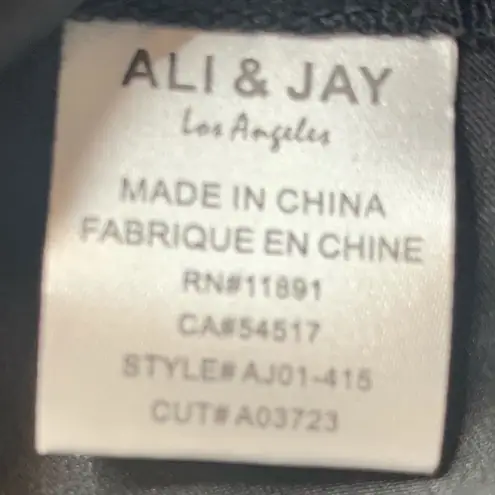 ALI & JAY
Los Angeles
MADE IN CHINA
FABRIQUE EN CHINE
RN#11891
CA#54517
STYLE# AJ01-415
CUT# A03723